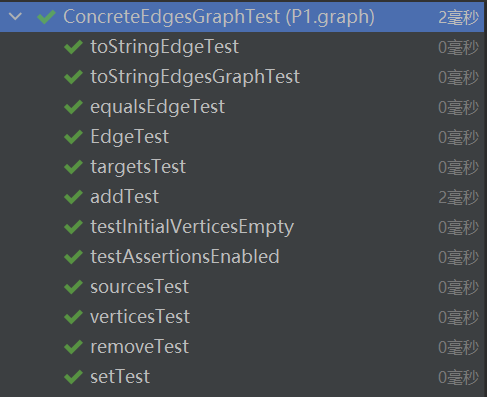 ConcreteEdgesGraphTest (P1.graph) 2毫秒
toStringEdgeTest 0毫秒
toStringEdgesGraphTest 0毫秒
equalsEdgeTest 0毫秒
EdgeTest 0毫秒
targetsTest 0毫秒
addTest 2毫秒
testInitialVerticesEmpty 0毫秒
testAssertionsEnabled 0毫秒
sourcesTest 0毫秒
verticesTest 0毫秒
removeTest 0毫秒
setTest 0毫秒